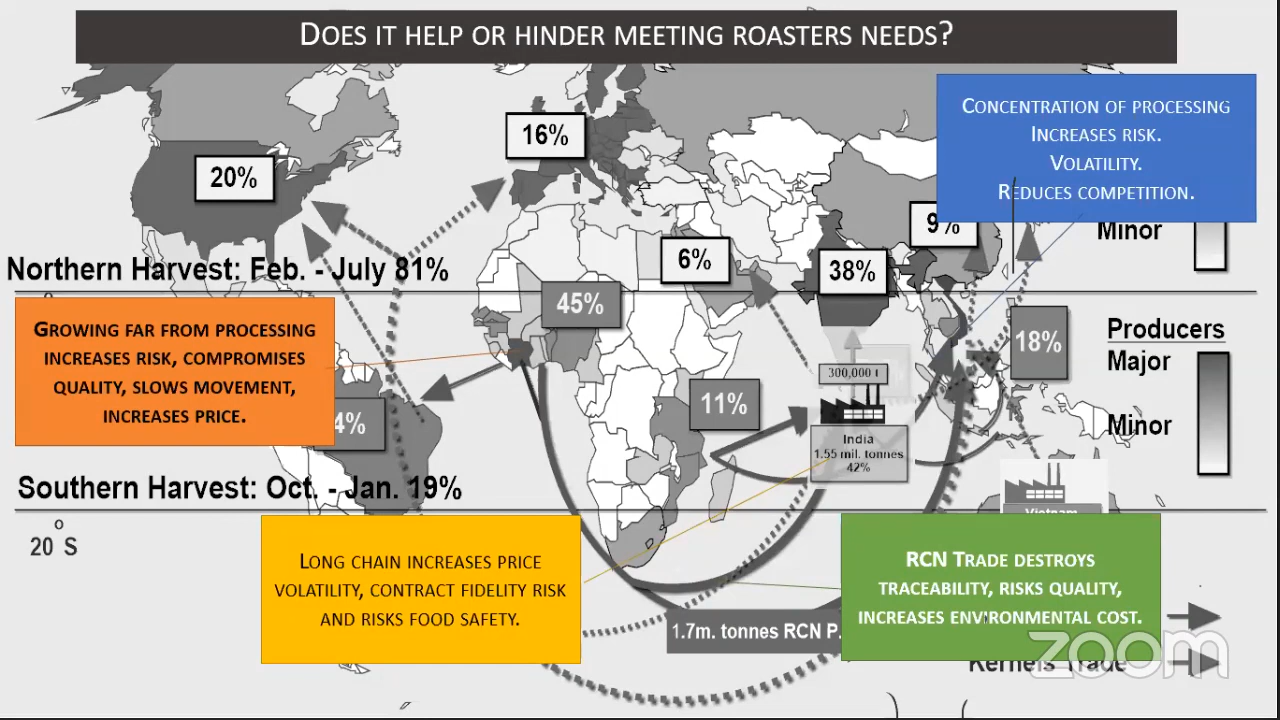 DOES IT HELP OR HINDER MEETING ROASTERS NEEDS?
CONCENTRATION OF PROCESSING
INCREASES RISK.
VOLATILITY.
REDUCES COMPETITION.
16%
20%
9%
Minor
6%
38%
Northern Harvest: Feb. - July 81%
45%
GROWING FAR FROM PROCESSING
INCREASES RISK, COMPROMISES
QUALITY, SLOWS MOVEMENT,
INCREASES PRICE.
18%
Producers
Major
Minor
300,000 t
11%
4%
India
1.55 mil. tonnes
42%
Southern Harvest: Oct. - Jan. 19%
Vietnam
20 S
LONG CHAIN INCREASES PRICE
VOLATILITY, CONTRACT FIDELITY RISK
AND RISKS FOOD SAFETY.
RCN TRADE DESTROYS
TRACEABILITY, RISKS QUALITY,
INCREASES ENVIRONMENTAL COST.
1.7m. tonnes RCN P.
zoom
Kernels Trade